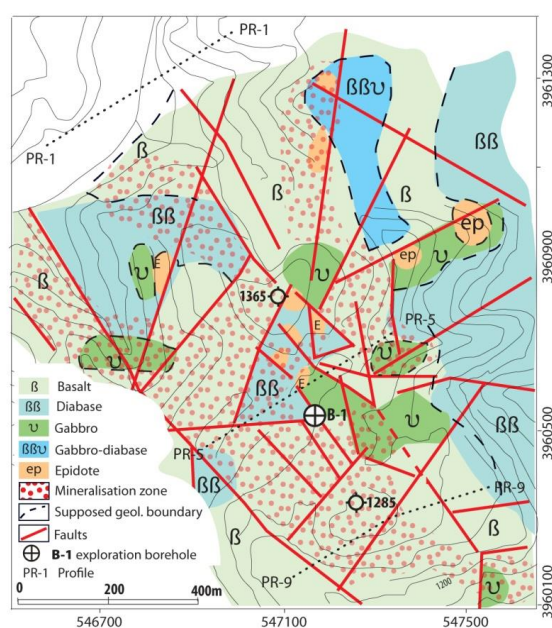 PR-1
3961300
PR-1
ß
ßßυ
ßß
ß
ßß
ß
ep
υ
E
υ
ep
υ
3960900
ß
1365
E
PR-5
υ
υ
E
ßß
B-1
υ
ßß
3960500
PR-5
ßß
1285
PR-9
ß
ß
PR-9
1200
υ
3960100
ß Basalt
ßß Diabase
υ Gabbro
ßßυ Gabbro-diabase
ep Epidote
Mineralisation zone
Supposed geol. boundary
Faults
B-1 exploration borehole
PR-1 Profile
0 200 400m
546700 547100 547500